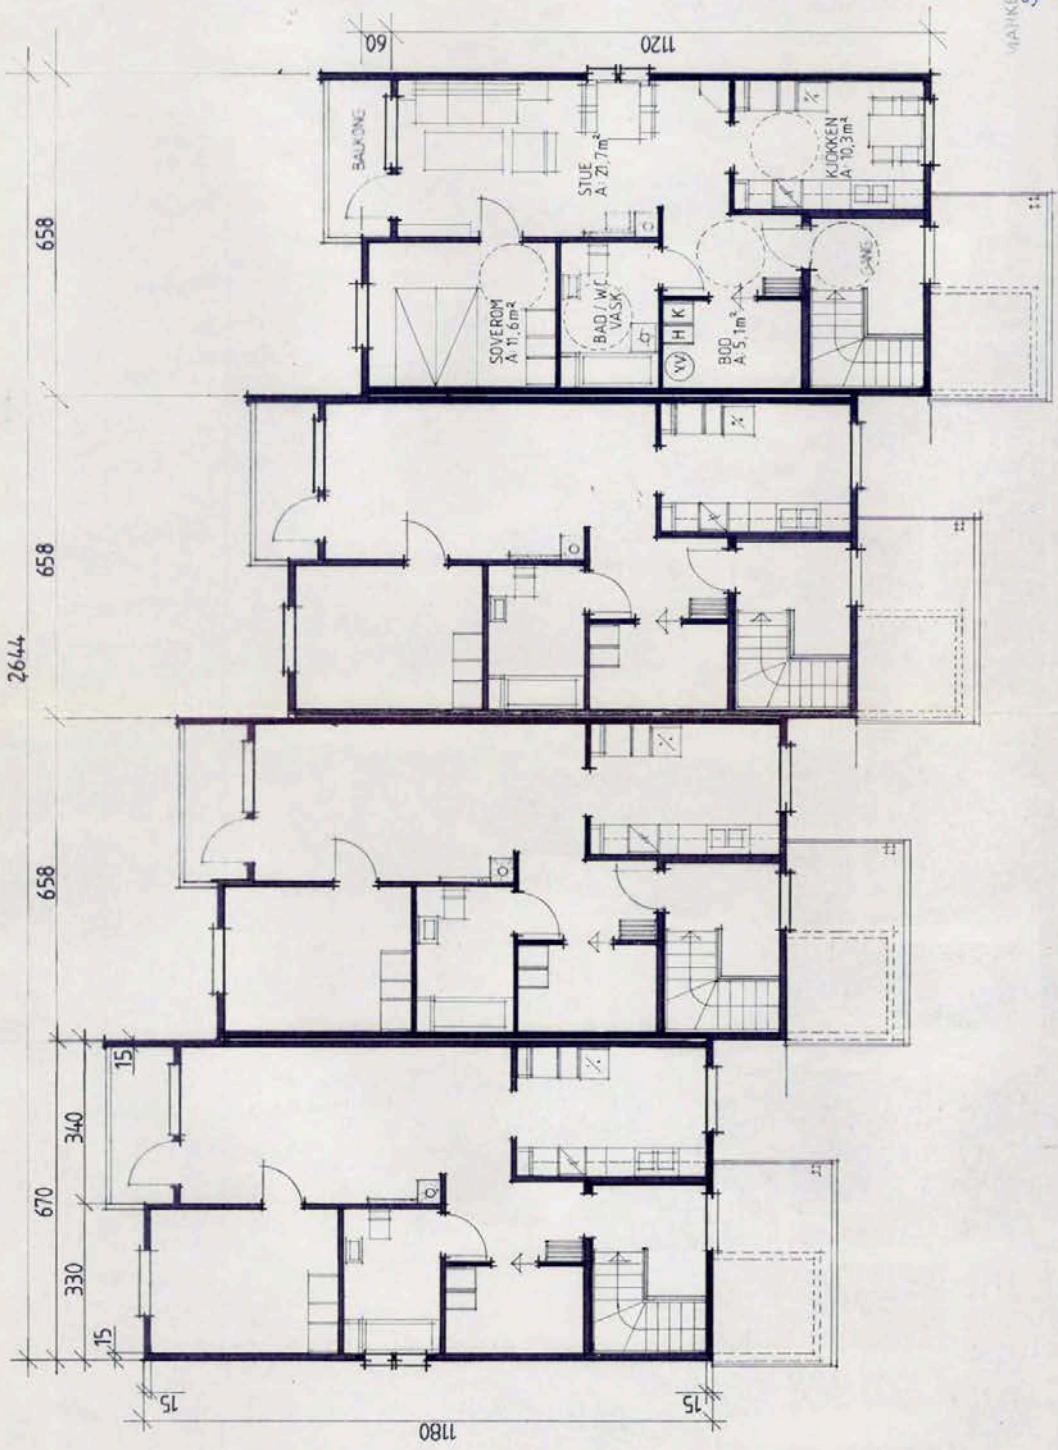 2644
658
658
658
670
340
330
15
15
15
15
1180
60
1120
BALKONG
STUE
A: 21,7m²
KJØKKEN
A: 10,3m²
SOVEROM
A: 11,6m²
BAD / WC
VASK
BOD
A: 5,1m²
H
K
VV
GANG